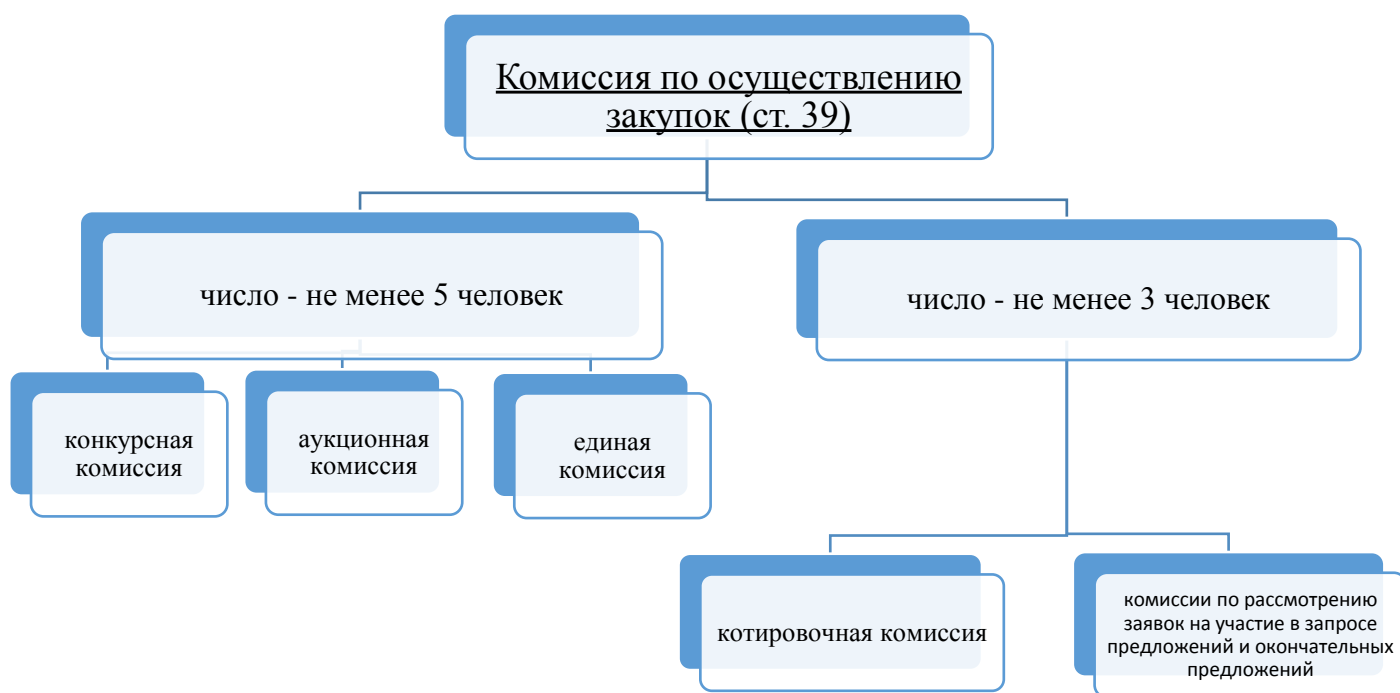 Комиссия по осуществлению
закупок (ст. 39)
число - не менее 5 человек
число - не менее 3 человек
конкурсная
комиссия
аукционная
комиссия
единая
комиссия
котировочная комиссия
комиссии по рассмотрению
заявок на участие в запросе
предложений и окончательных
предложений